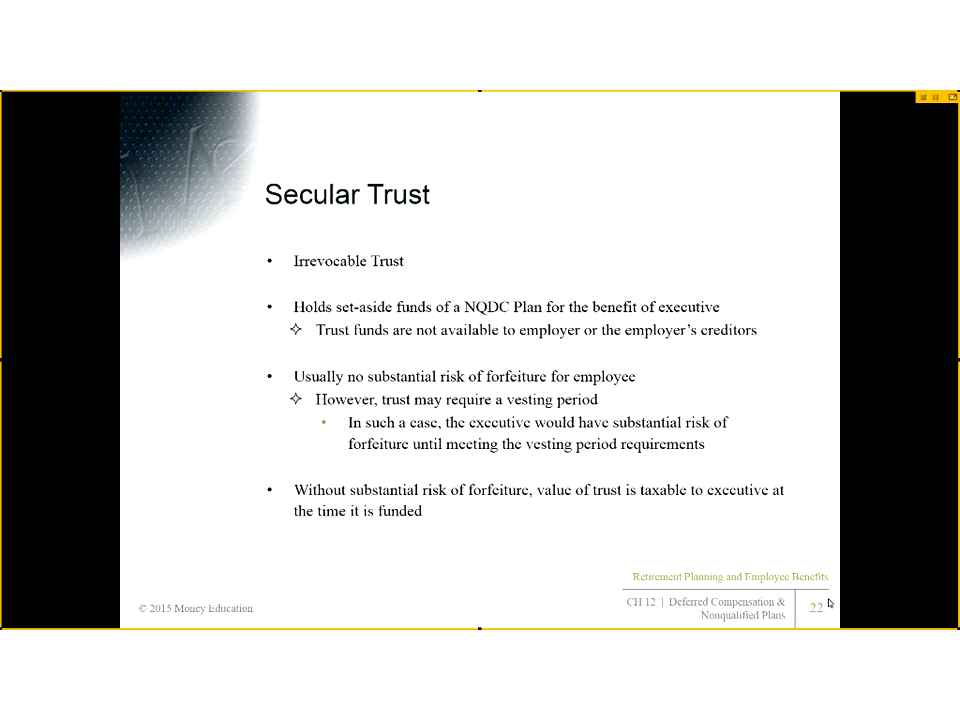 Secular Trust
• Irrevocable Trust
• Holds set-aside funds of a NQDC Plan for the benefit of executive
✧ Trust funds are not available to employer or the employer's creditors
• Usually no substantial risk of forfeiture for employee
✧ However, trust may require a vesting period
• In such a case, the executive would have substantial risk of
forfeiture until meeting the vesting period requirements
• Without substantial risk of forfeiture, value of trust is taxable to executive at
the time it is funded
Retirement Planning and Employee Benefits
© 2015 Money Education
CH 12 | Deferred Compensation &
Nonqualified Plans
22